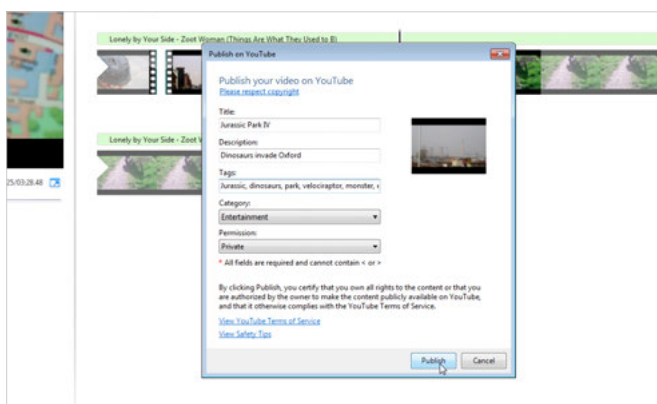 Lonely by Your Side - Zoot Woman (Things Are What They Used to B)
Publish on YouTube
Publish your video on YouTube
Please respect copyright
Title:
Jurassic Park IV
Description:
Dinosaurs invade Oxford
Lonely by Your Side - Zoot
Tags:
Jurassic, dinosaurs, park, velociraptor, monster,
25/03:28.48
Category:
Entertainment
Permission:
Private
* All fields are required and cannot contain < or >
By clicking Publish, you certify that you own all rights to the content or that you
are authorized by the owner to make the content publicly available on YouTube,
and that it otherwise complies with the YouTube Terms of Service.
View YouTube Terms of Service
View Safety Tips
Publish Cancel